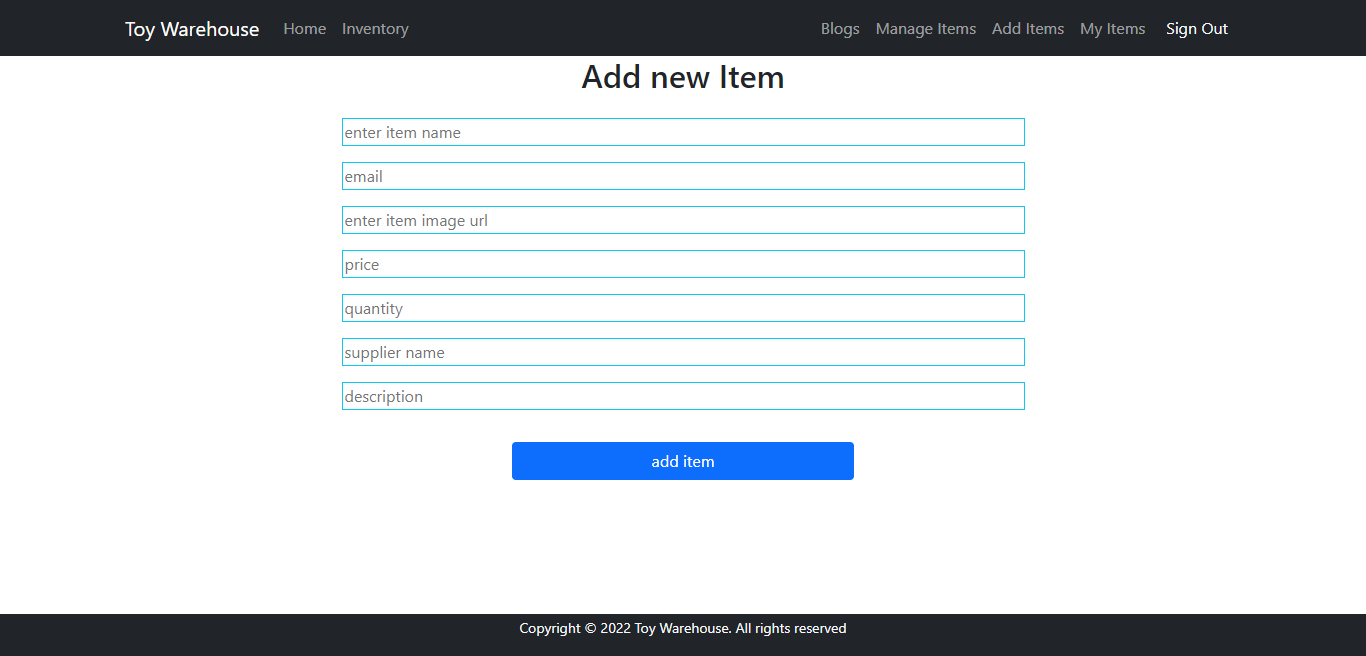 Toy Warehouse Home Inventory Blogs Manage Items Add Items My Items Sign Out
Add new Item
enter item name
email
enter item image url
price
quantity
supplier name
description
add item
Copyright © 2022 Toy Warehouse. All rights reserved